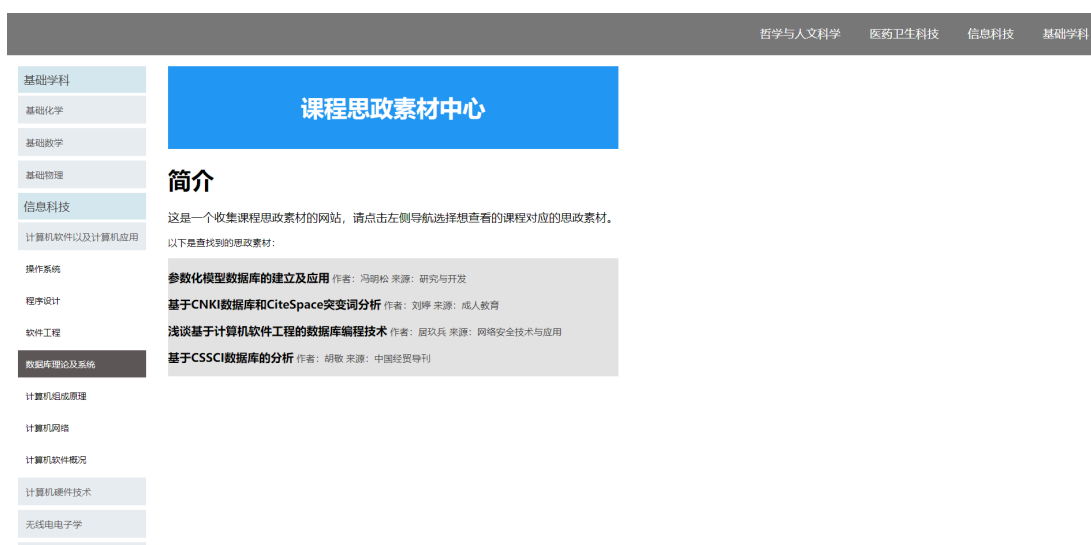 哲学与人文科学 医药卫生科技 信息科技 基础学科
基础学科
基础化学
基础数学
基础物理
信息科技
计算机软件以及计算机应用
操作系统
程序设计
软件工程
数据库理论及系统
计算机组成原理
计算机网络
计算机软件概况
计算机硬件技术
无线电电子学
课程思政素材中心
简介
这是一个收集课程思政素材的网站，请点击左侧导航选择想查看的课程对应的思政素材。
以下是查找到的思政素材：
参数化模型数据库的建立及应用 作者：冯明松 来源：研究与开发
基于CNKI数据库和CiteSpace突变词分析 作者：刘婷 来源：成人教育
浅谈基于计算机软件工程的数据库编程技术 作者：居玖兵 来源：网络安全技术与应用
基于CSSCI数据库的分析 作者：胡敏 来源：中国经贸导刊